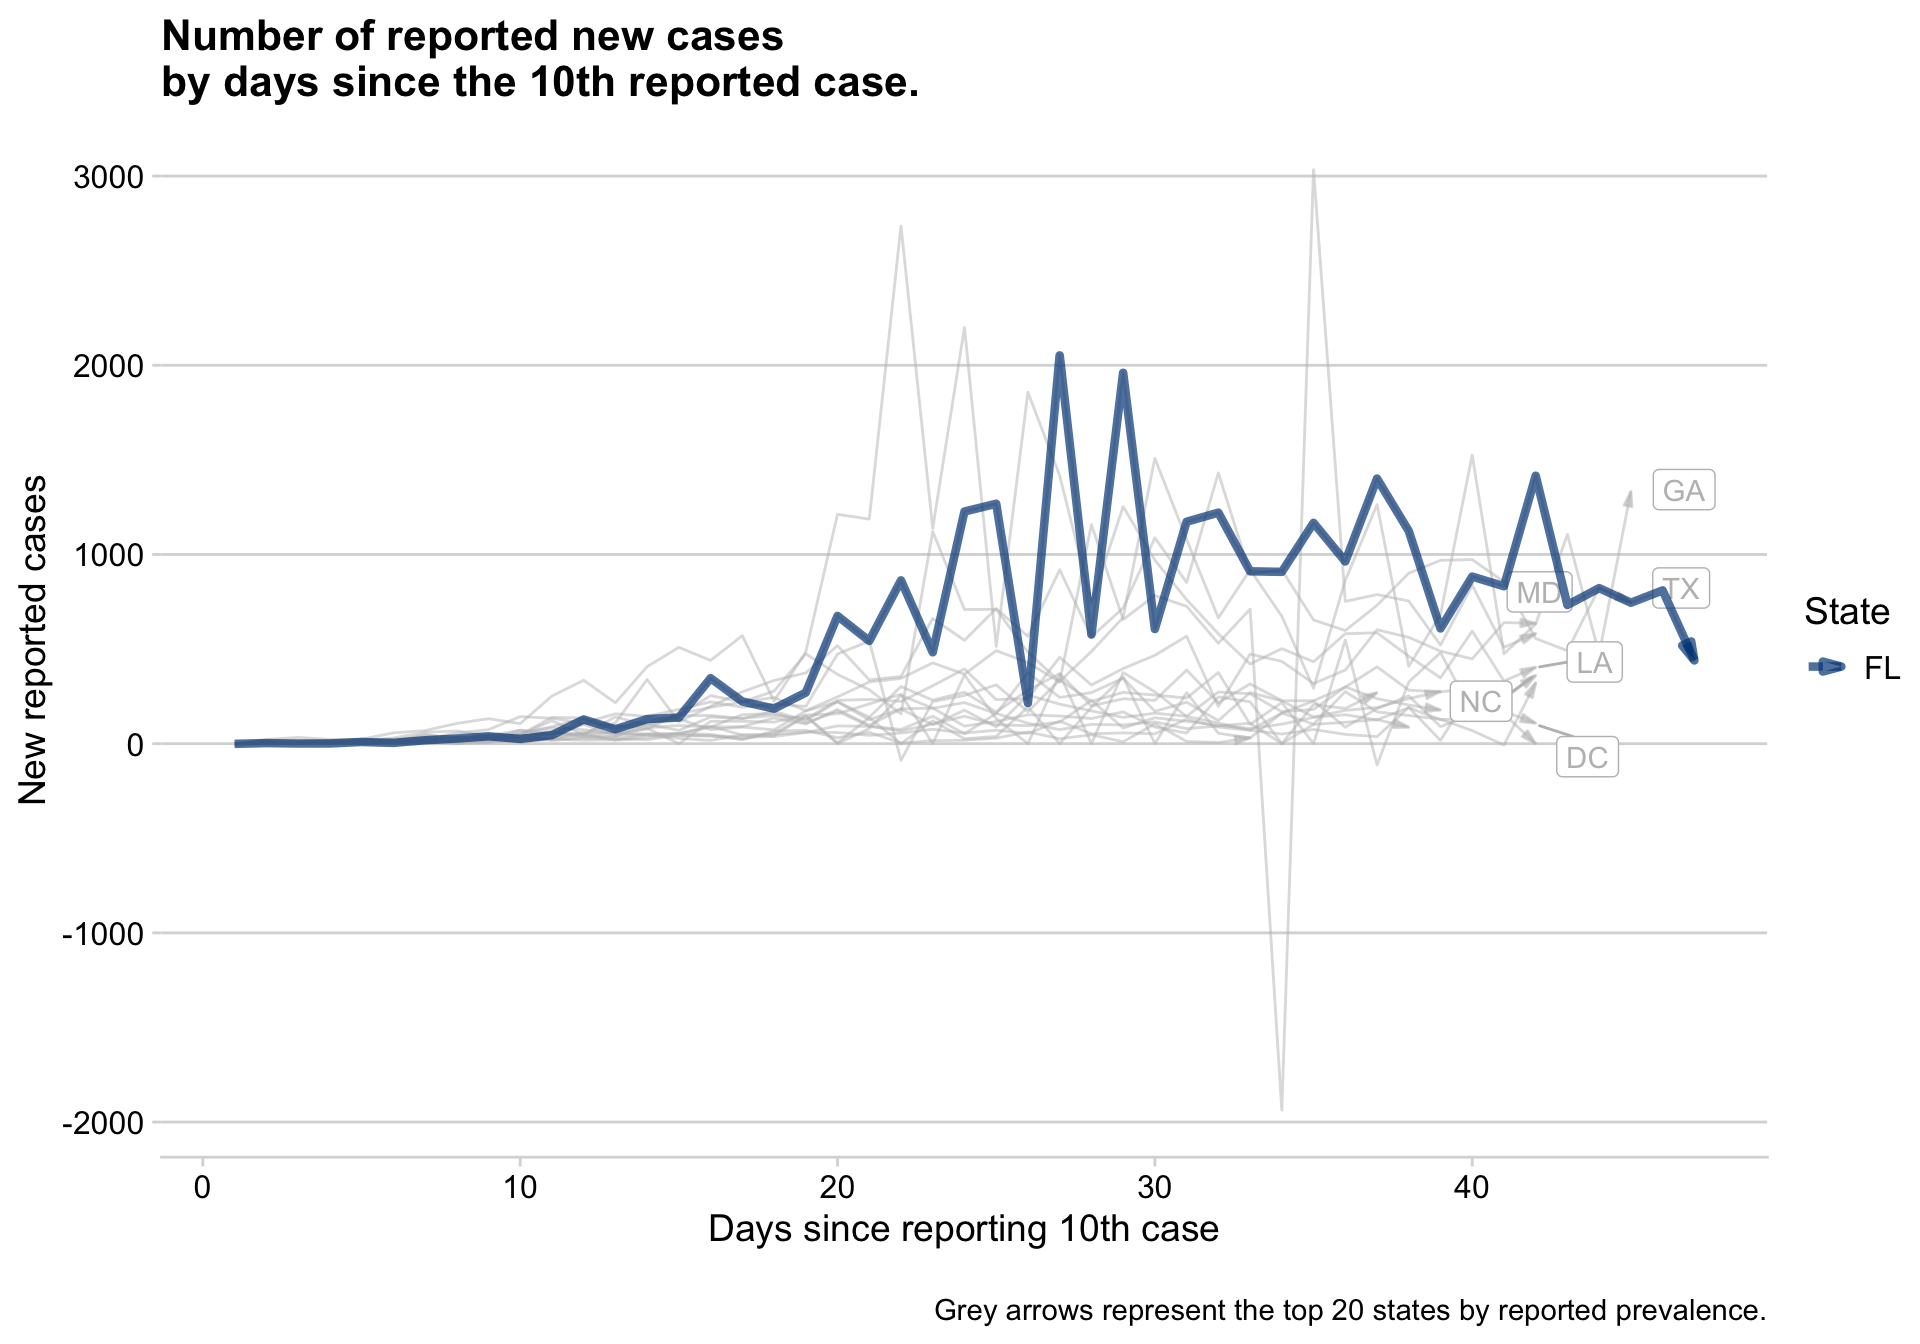 Number of reported new cases
by days since the 10th reported case.
New reported cases
3000
2000
1000
0
-1000
-2000
GA
MD
TX
LA
NC
DC
State
FL
0
10
20
30
40
Days since reporting 10th case
Grey arrows represent the top 20 states by reported prevalence.